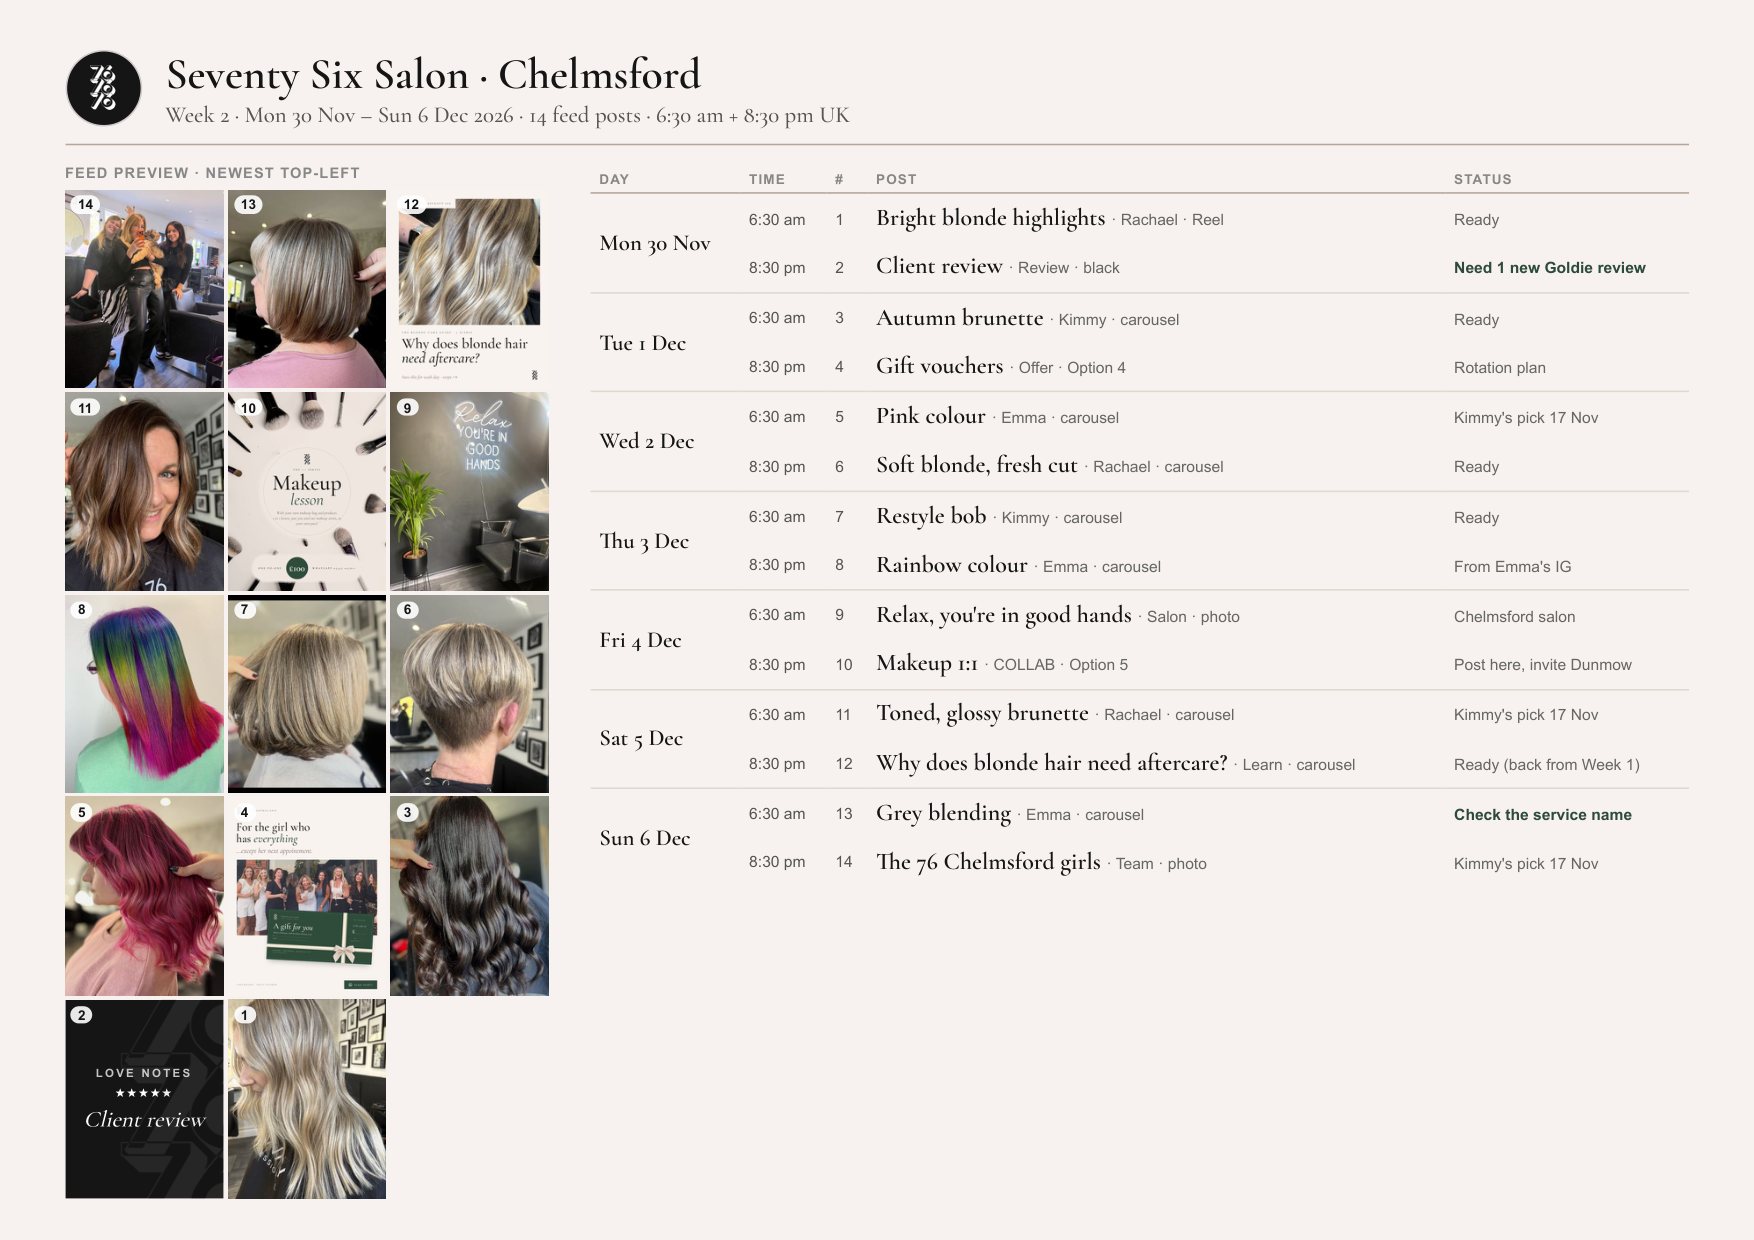 Seventy Six Salon · Chelmsford
Week 2 · Mon 30 Nov – Sun 6 Dec 2026 · 14 feed posts · 6:30 am + 8:30 pm UK
FEED PREVIEW · NEWEST TOP-LEFT
14
13
12
Why does blonde hair
need aftercare?
11
10
Makeup
lesson
£100
76
9
Relax
YOU'RE IN
GOOD
HANDS
8
7
6
5
4
For the girl who
has everything
...except her next appointment.
A gift for you
3
2
LOVE NOTES
★★★★★
Client review
1
DAY TIME # POST STATUS
Mon 30 Nov
6:30 am 1 Bright blonde highlights · Rachael · Reel Ready
8:30 pm 2 Client review · Review · black Need 1 new Goldie review
Tue 1 Dec
6:30 am 3 Autumn brunette · Kimmy · carousel Ready
8:30 pm 4 Gift vouchers · Offer · Option 4 Rotation plan
Wed 2 Dec
6:30 am 5 Pink colour · Emma · carousel Kimmy's pick 17 Nov
8:30 pm 6 Soft blonde, fresh cut · Rachael · carousel Ready
Thu 3 Dec
6:30 am 7 Restyle bob · Kimmy · carousel Ready
8:30 pm 8 Rainbow colour · Emma · carousel From Emma's IG
Fri 4 Dec
6:30 am 9 Relax, you're in good hands · Salon · photo Chelmsford salon
8:30 pm 10 Makeup 1:1 · COLLAB · Option 5 Post here, invite Dunmow
Sat 5 Dec
6:30 am 11 Toned, glossy brunette · Rachael · carousel Kimmy's pick 17 Nov
8:30 pm 12 Why does blonde hair need aftercare? · Learn · carousel Ready (back from Week 1)
Sun 6 Dec
6:30 am 13 Grey blending · Emma · carousel Check the service name
8:30 pm 14 The 76 Chelmsford girls · Team · photo Kimmy's pick 17 Nov